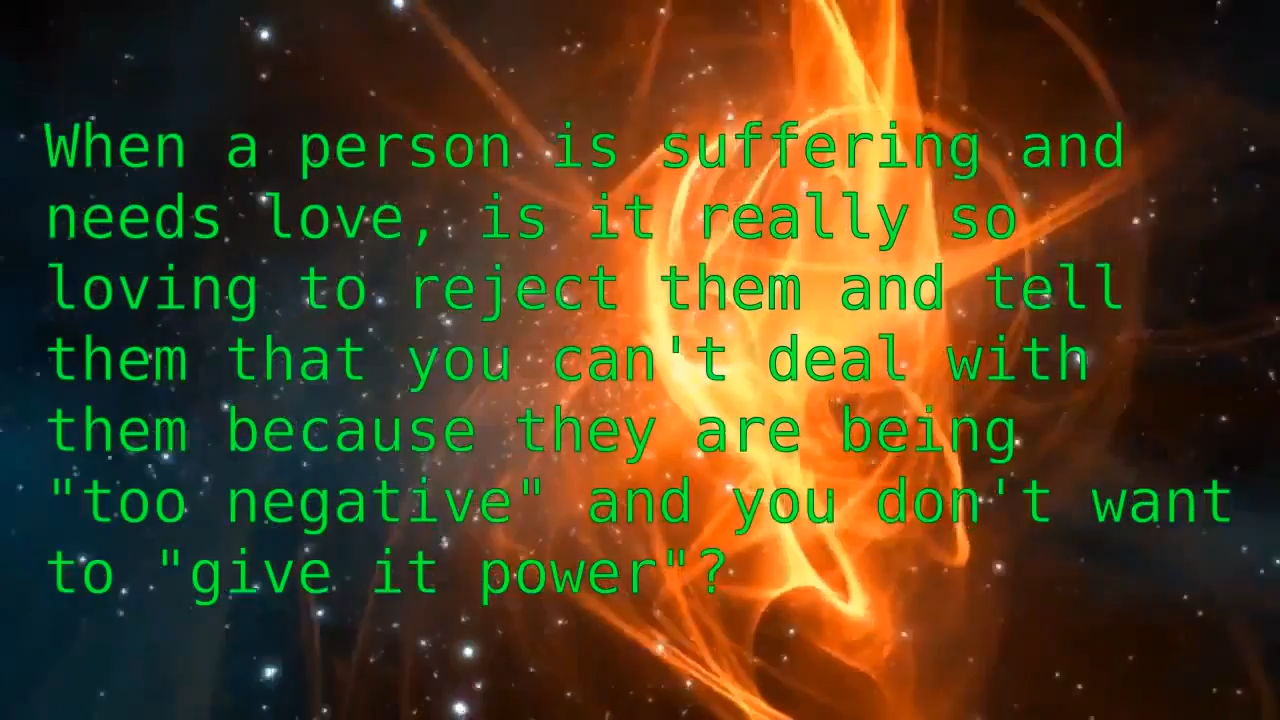 When a person is suffering and
needs love, is it really so
loving to reject them and tell
them that you can't deal with
them because they are being
"too negative" and you don't want
to "give it power"?